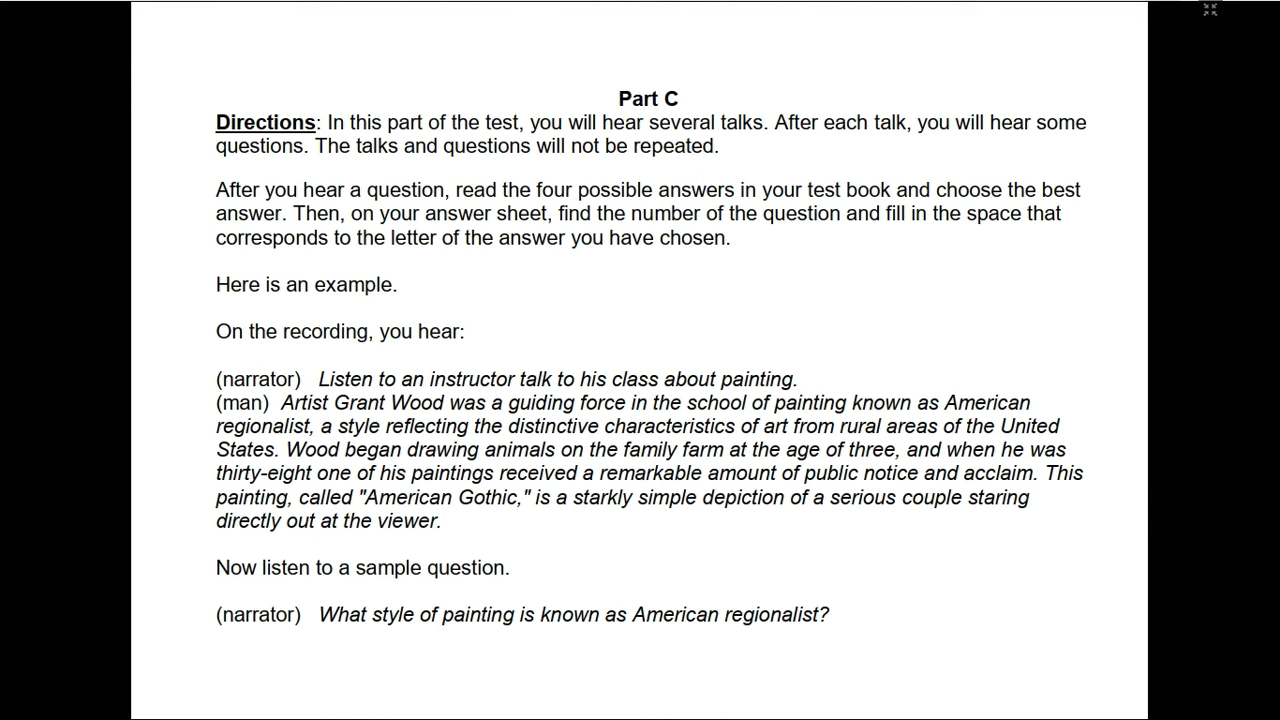 Part C
Directions: In this part of the test, you will hear several talks. After each talk, you will hear some
questions. The talks and questions will not be repeated.
After you hear a question, read the four possible answers in your test book and choose the best
answer. Then, on your answer sheet, find the number of the question and fill in the space that
corresponds to the letter of the answer you have chosen.
Here is an example.
On the recording, you hear:
(narrator) Listen to an instructor talk to his class about painting.
(man) Artist Grant Wood was a guiding force in the school of painting known as American
regionalist, a style reflecting the distinctive characteristics of art from rural areas of the United
States. Wood began drawing animals on the family farm at the age of three, and when he was
thirty-eight one of his paintings received a remarkable amount of public notice and acclaim. This
painting, called "American Gothic," is a starkly simple depiction of a serious couple staring
directly out at the viewer.
Now listen to a sample question.
(narrator) What style of painting is known as American regionalist?